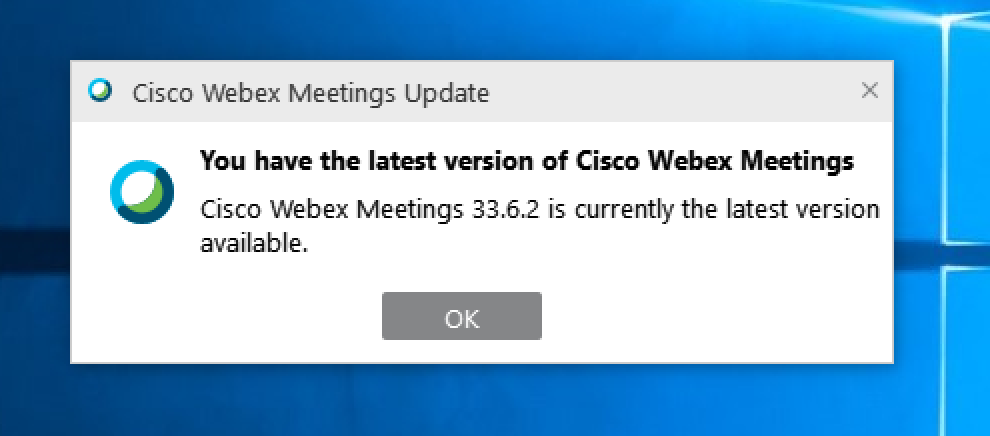 Cisco Webex Meetings Update
You have the latest version of Cisco Webex Meetings
Cisco Webex Meetings 33.6.2 is currently the latest version
available.
OK